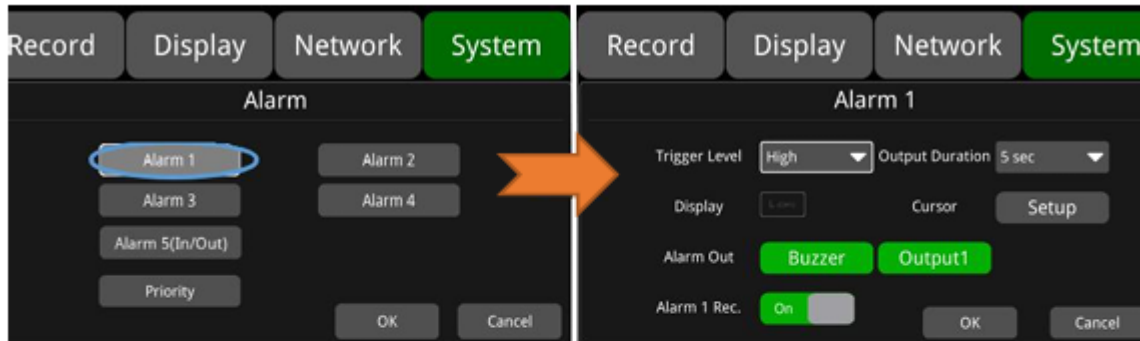 Record Display Network System
Alarm
Alarm 1 Alarm 2
Alarm 3 Alarm 4
Alarm 5(In/Out)
Priority
OK Cancel
Record Display Network System
Alarm 1
Trigger Level High Output Duration 5 sec
Display
Cursor Setup
Alarm Out Buzzer Output1
Alarm 1 Rec. On
OK Cancel